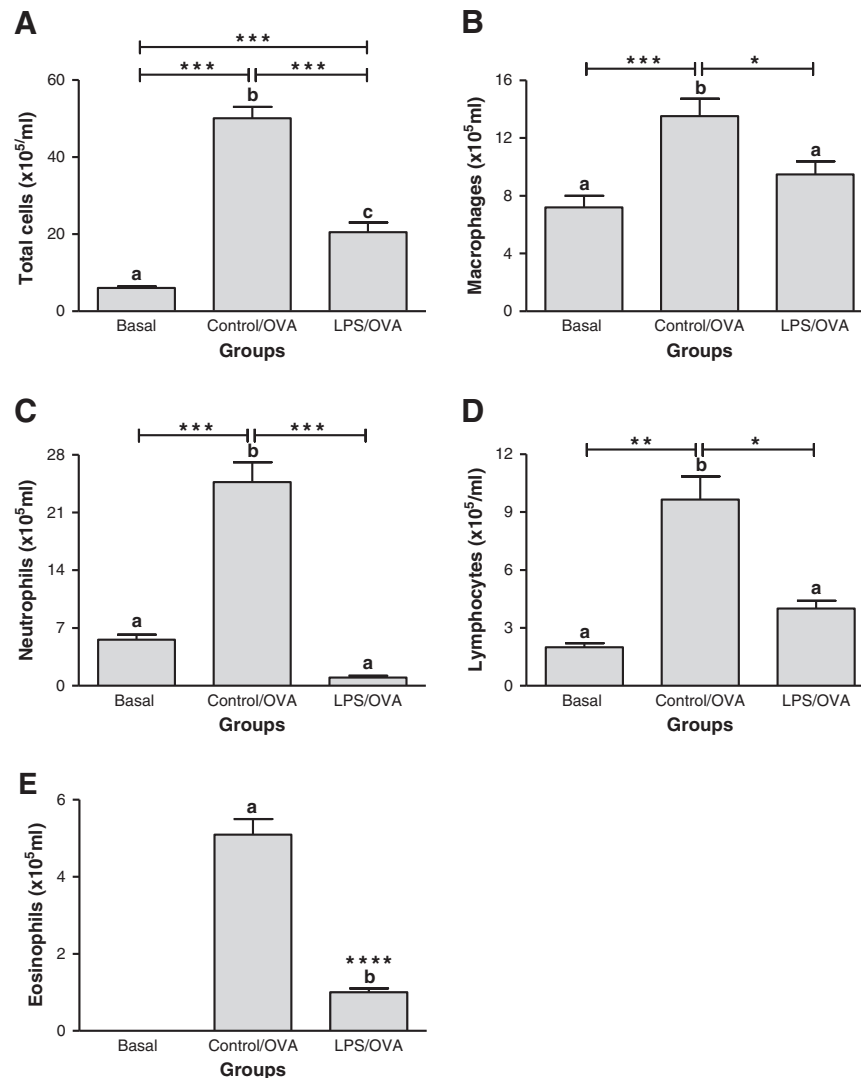 A
* * *
* * *
* * *
Total cells (x10⁵/ml)
60
40
20
0
a
b
c
Basal
Control/OVA
LPS/OVA
Groups
B
* * *
*
Macrophages (x10⁵ml)
16
12
8
4
0
a
b
a
Basal
Control/OVA
LPS/OVA
Groups
C
* * *
* * *
Neutrophils (x10⁵ml)
28
21
14
7
0
a
b
a
Basal
Control/OVA
LPS/OVA
Groups
D
* *
*
Lymphocytes (x10⁵/ml)
12
9
6
3
0
a
b
a
Basal
Control/OVA
LPS/OVA
Groups
E
Eosinophils (x10⁵ml)
6
4
2
0
a
* * * *
b
Basal
Control/OVA
LPS/OVA
Groups